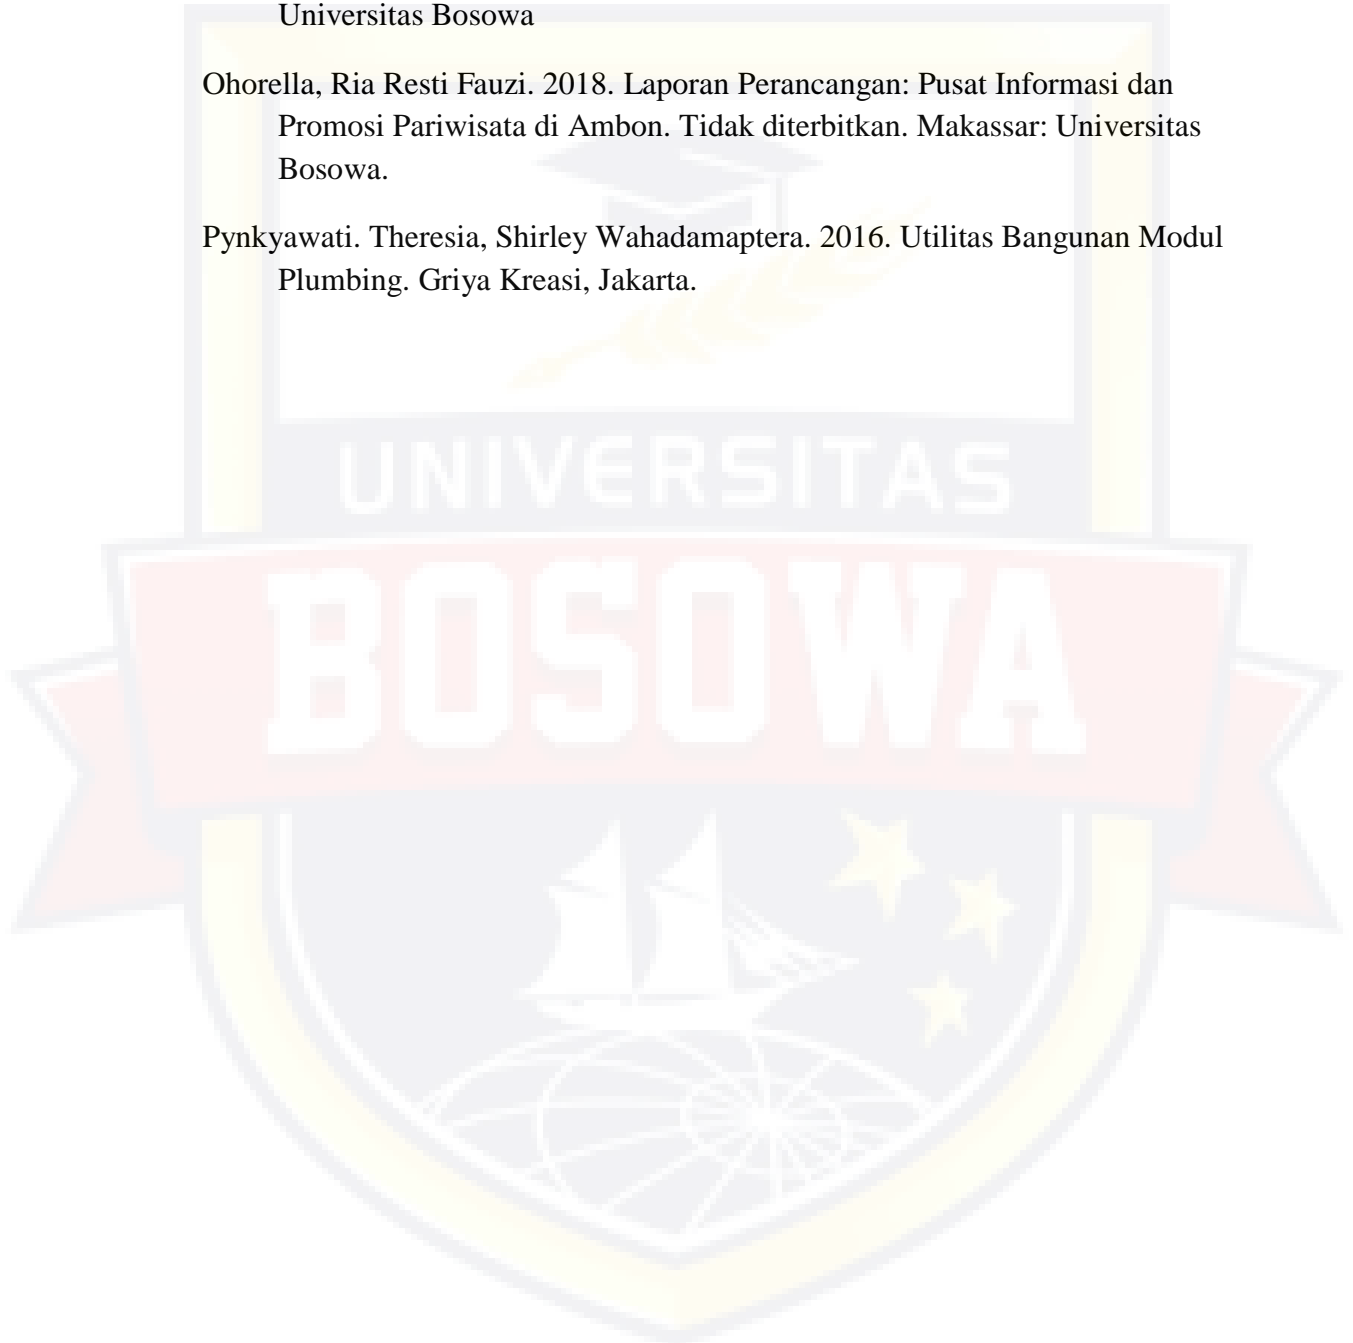 Universitas Bosowa
Ohorella, Ria Resti Fauzi. 2018. Laporan Perancangan: Pusat Informasi dan
Promosi Pariwisata di Ambon. Tidak diterbitkan. Makassar: Universitas
Bosowa.
Pynkyawati. Theresia, Shirley Wahadamaptera. 2016. Utilitas Bangunan Modul
Plumbing. Griya Kreasi, Jakarta.
UNIVERSITAS
BOSOWA